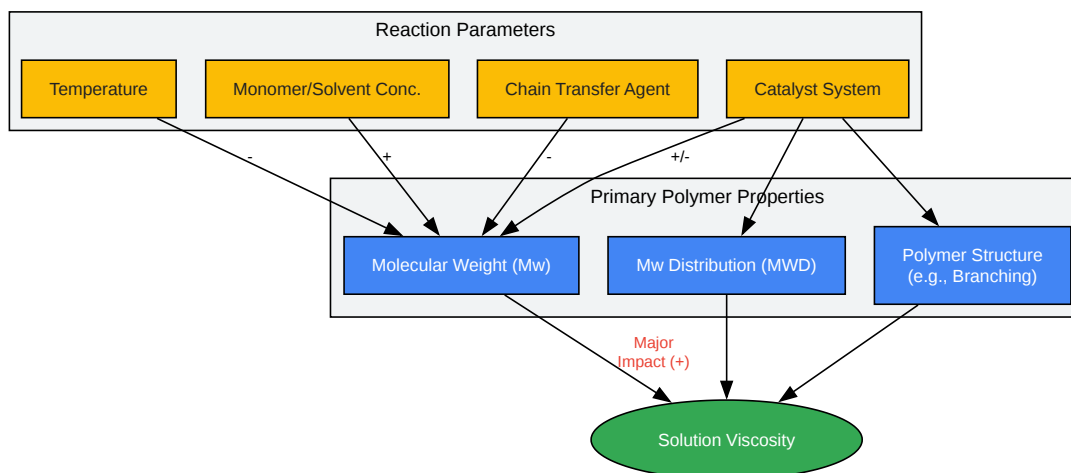 Reaction Parameters
Temperature
Monomer/Solvent Conc.
Chain Transfer Agent
Catalyst System
-
+
-
+/-
Primary Polymer Properties
Molecular Weight (Mw)
Mw Distribution (MWD)
Polymer Structure
(e.g., Branching)
Major
Impact (+)
Solution Viscosity